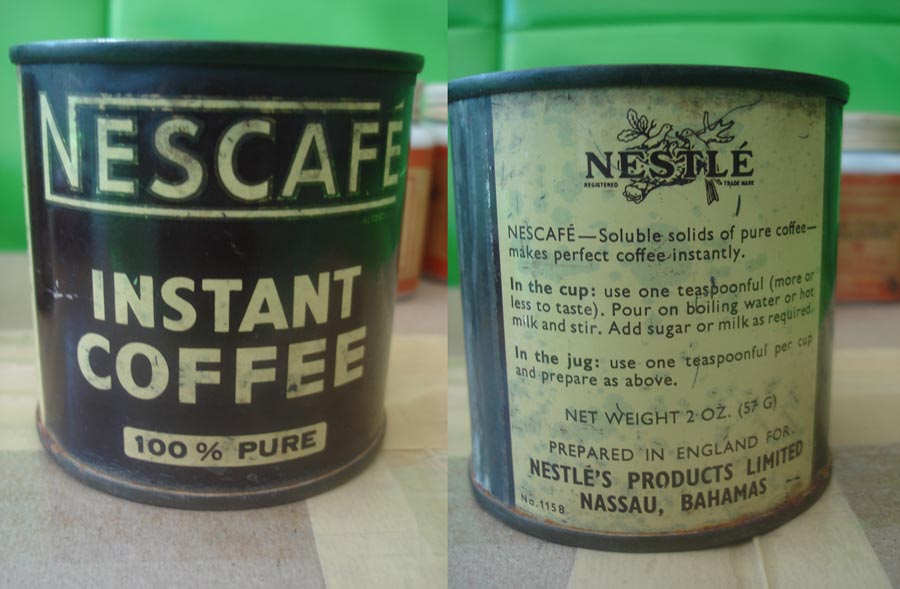 NESCAFÉ
INSTANT
COFFEE
100% PURE
NESTLÉ
REGISTERED TRADE MARK
NESCAFÉ—Soluble solids of pure coffee—
makes perfect coffee instantly.
In the cup: use one teaspoonful (more or
less to taste). Pour on boiling water or hot
milk and stir. Add sugar or milk as required.
In the jug: use one teaspoonful per cup
and prepare as above.
NET WEIGHT 2 OZ. (57 G)
PREPARED IN ENGLAND FOR
NESTLÉ'S PRODUCTS LIMITED
NASSAU, BAHAMAS
No. 1158